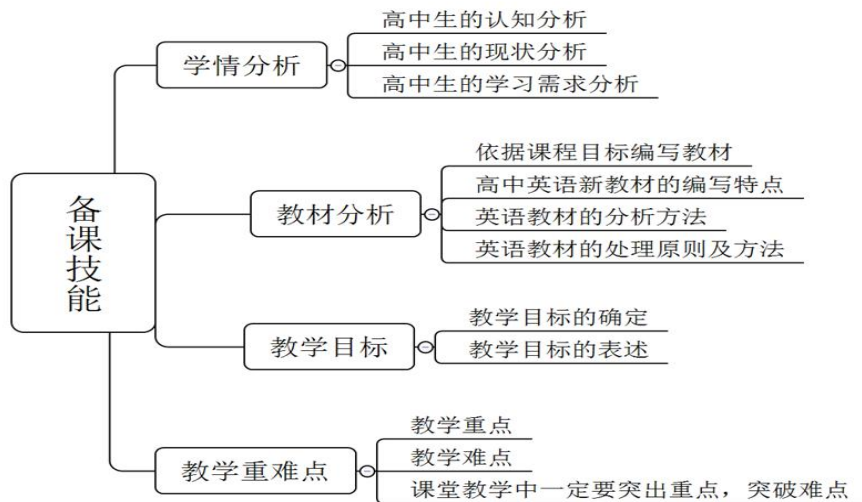 备课技能
学情分析
高中生的认知分析
高中生的现状分析
高中生的学习需求分析
教材分析
依据课程目标编写教材
高中英语新教材的编写特点
英语教材的分析方法
英语教材的处理原则及方法
教学目标
教学目标的确定
教学目标的表述
教学重难点
教学重点
教学难点
课堂教学中一定要突出重点，突破难点